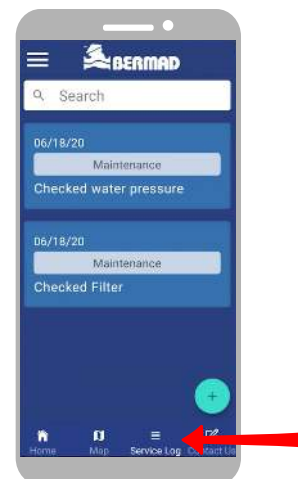 BERMAD
Search
06/18/20
Maintenance
Checked water pressure
06/18/20
Maintenance
Checked Filter
+
Home Map Service Log Contact Us